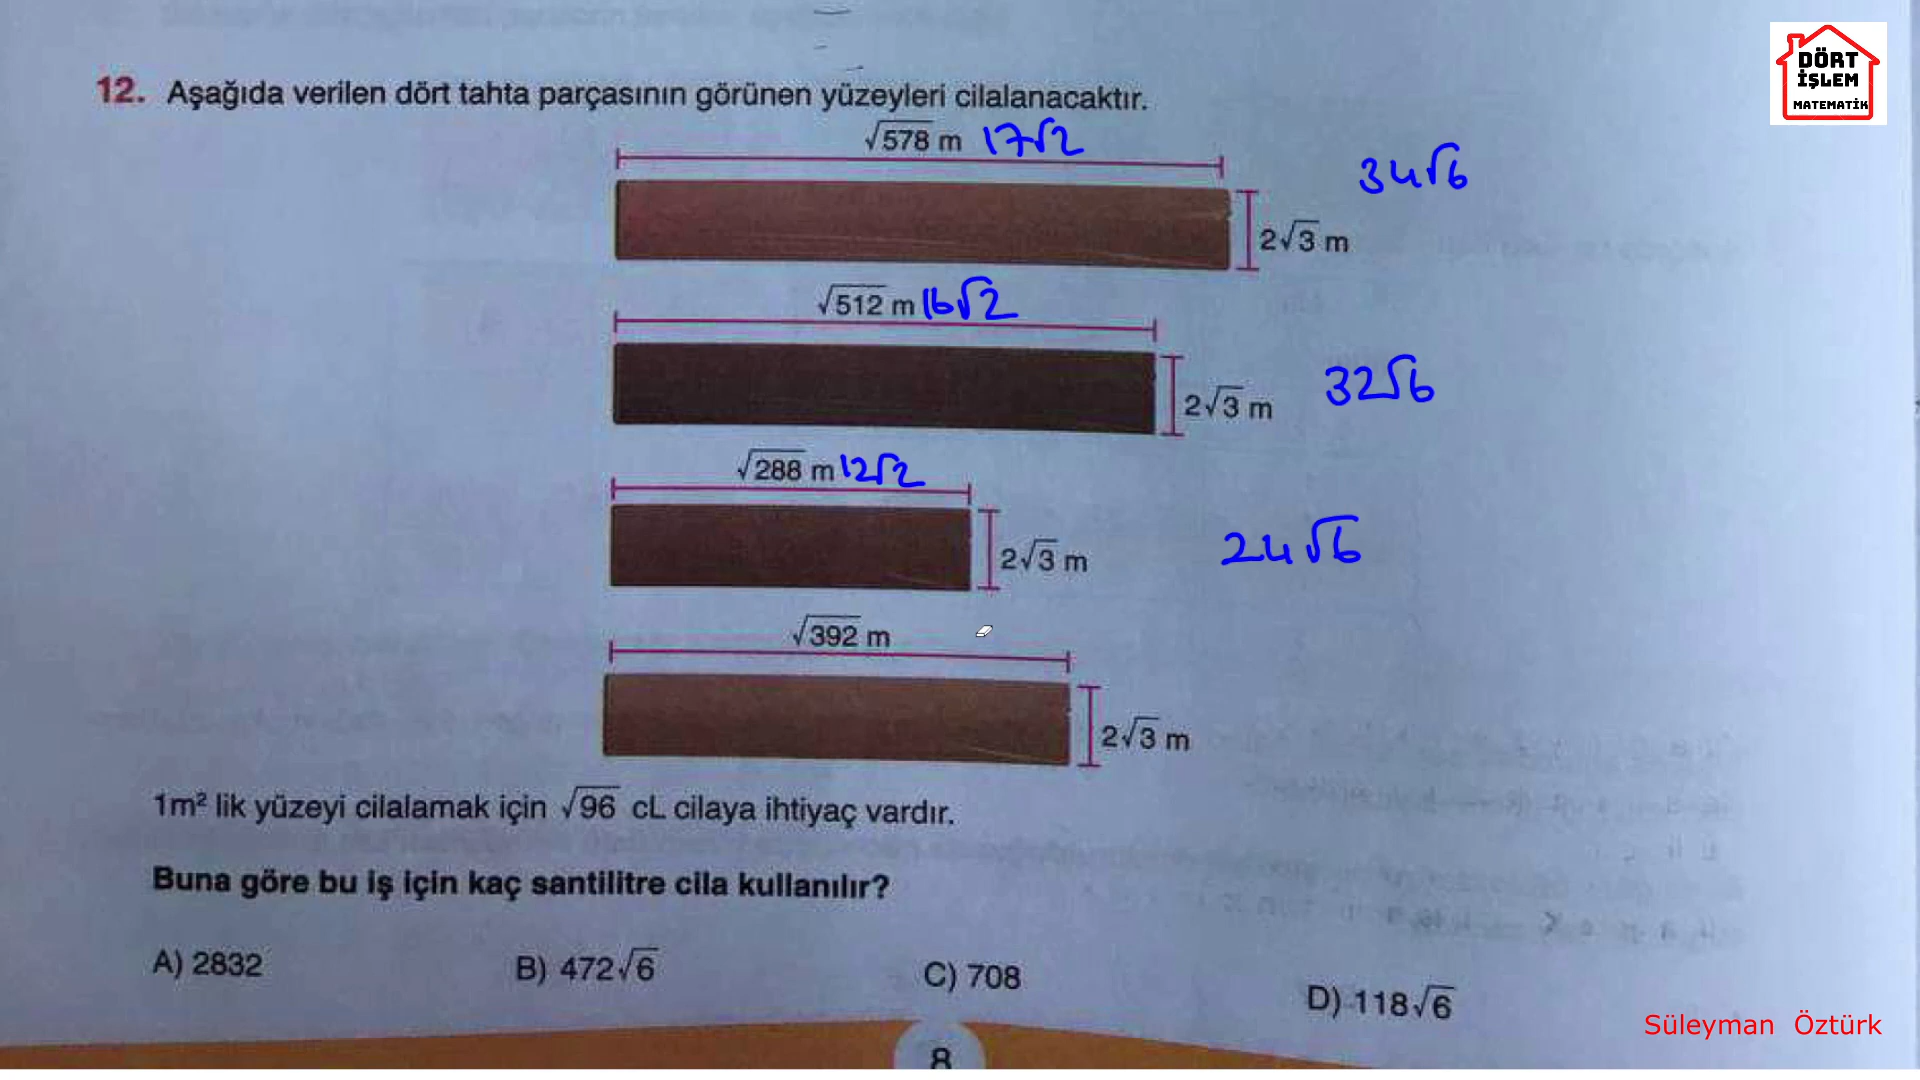 DÖRT
İŞLEM
MATEMATİK
12. Aşağıda verilen dört tahta parçasının görünen yüzeyleri cilalanacaktır.
√578 m 17√2
34√6
2√3 m
√512 m 16√2
2√3 m 32√6
√288 m 12√2
2√3 m 24√6
√392 m
2√3 m
1m² lik yüzeyi cilalamak için √96 cL cilaya ihtiyaç vardır.
Buna göre bu iş için kaç santilitre cila kullanılır?
A) 2832 B) 472√6 C) 708 D) 118√6
Süleyman Öztürk
8